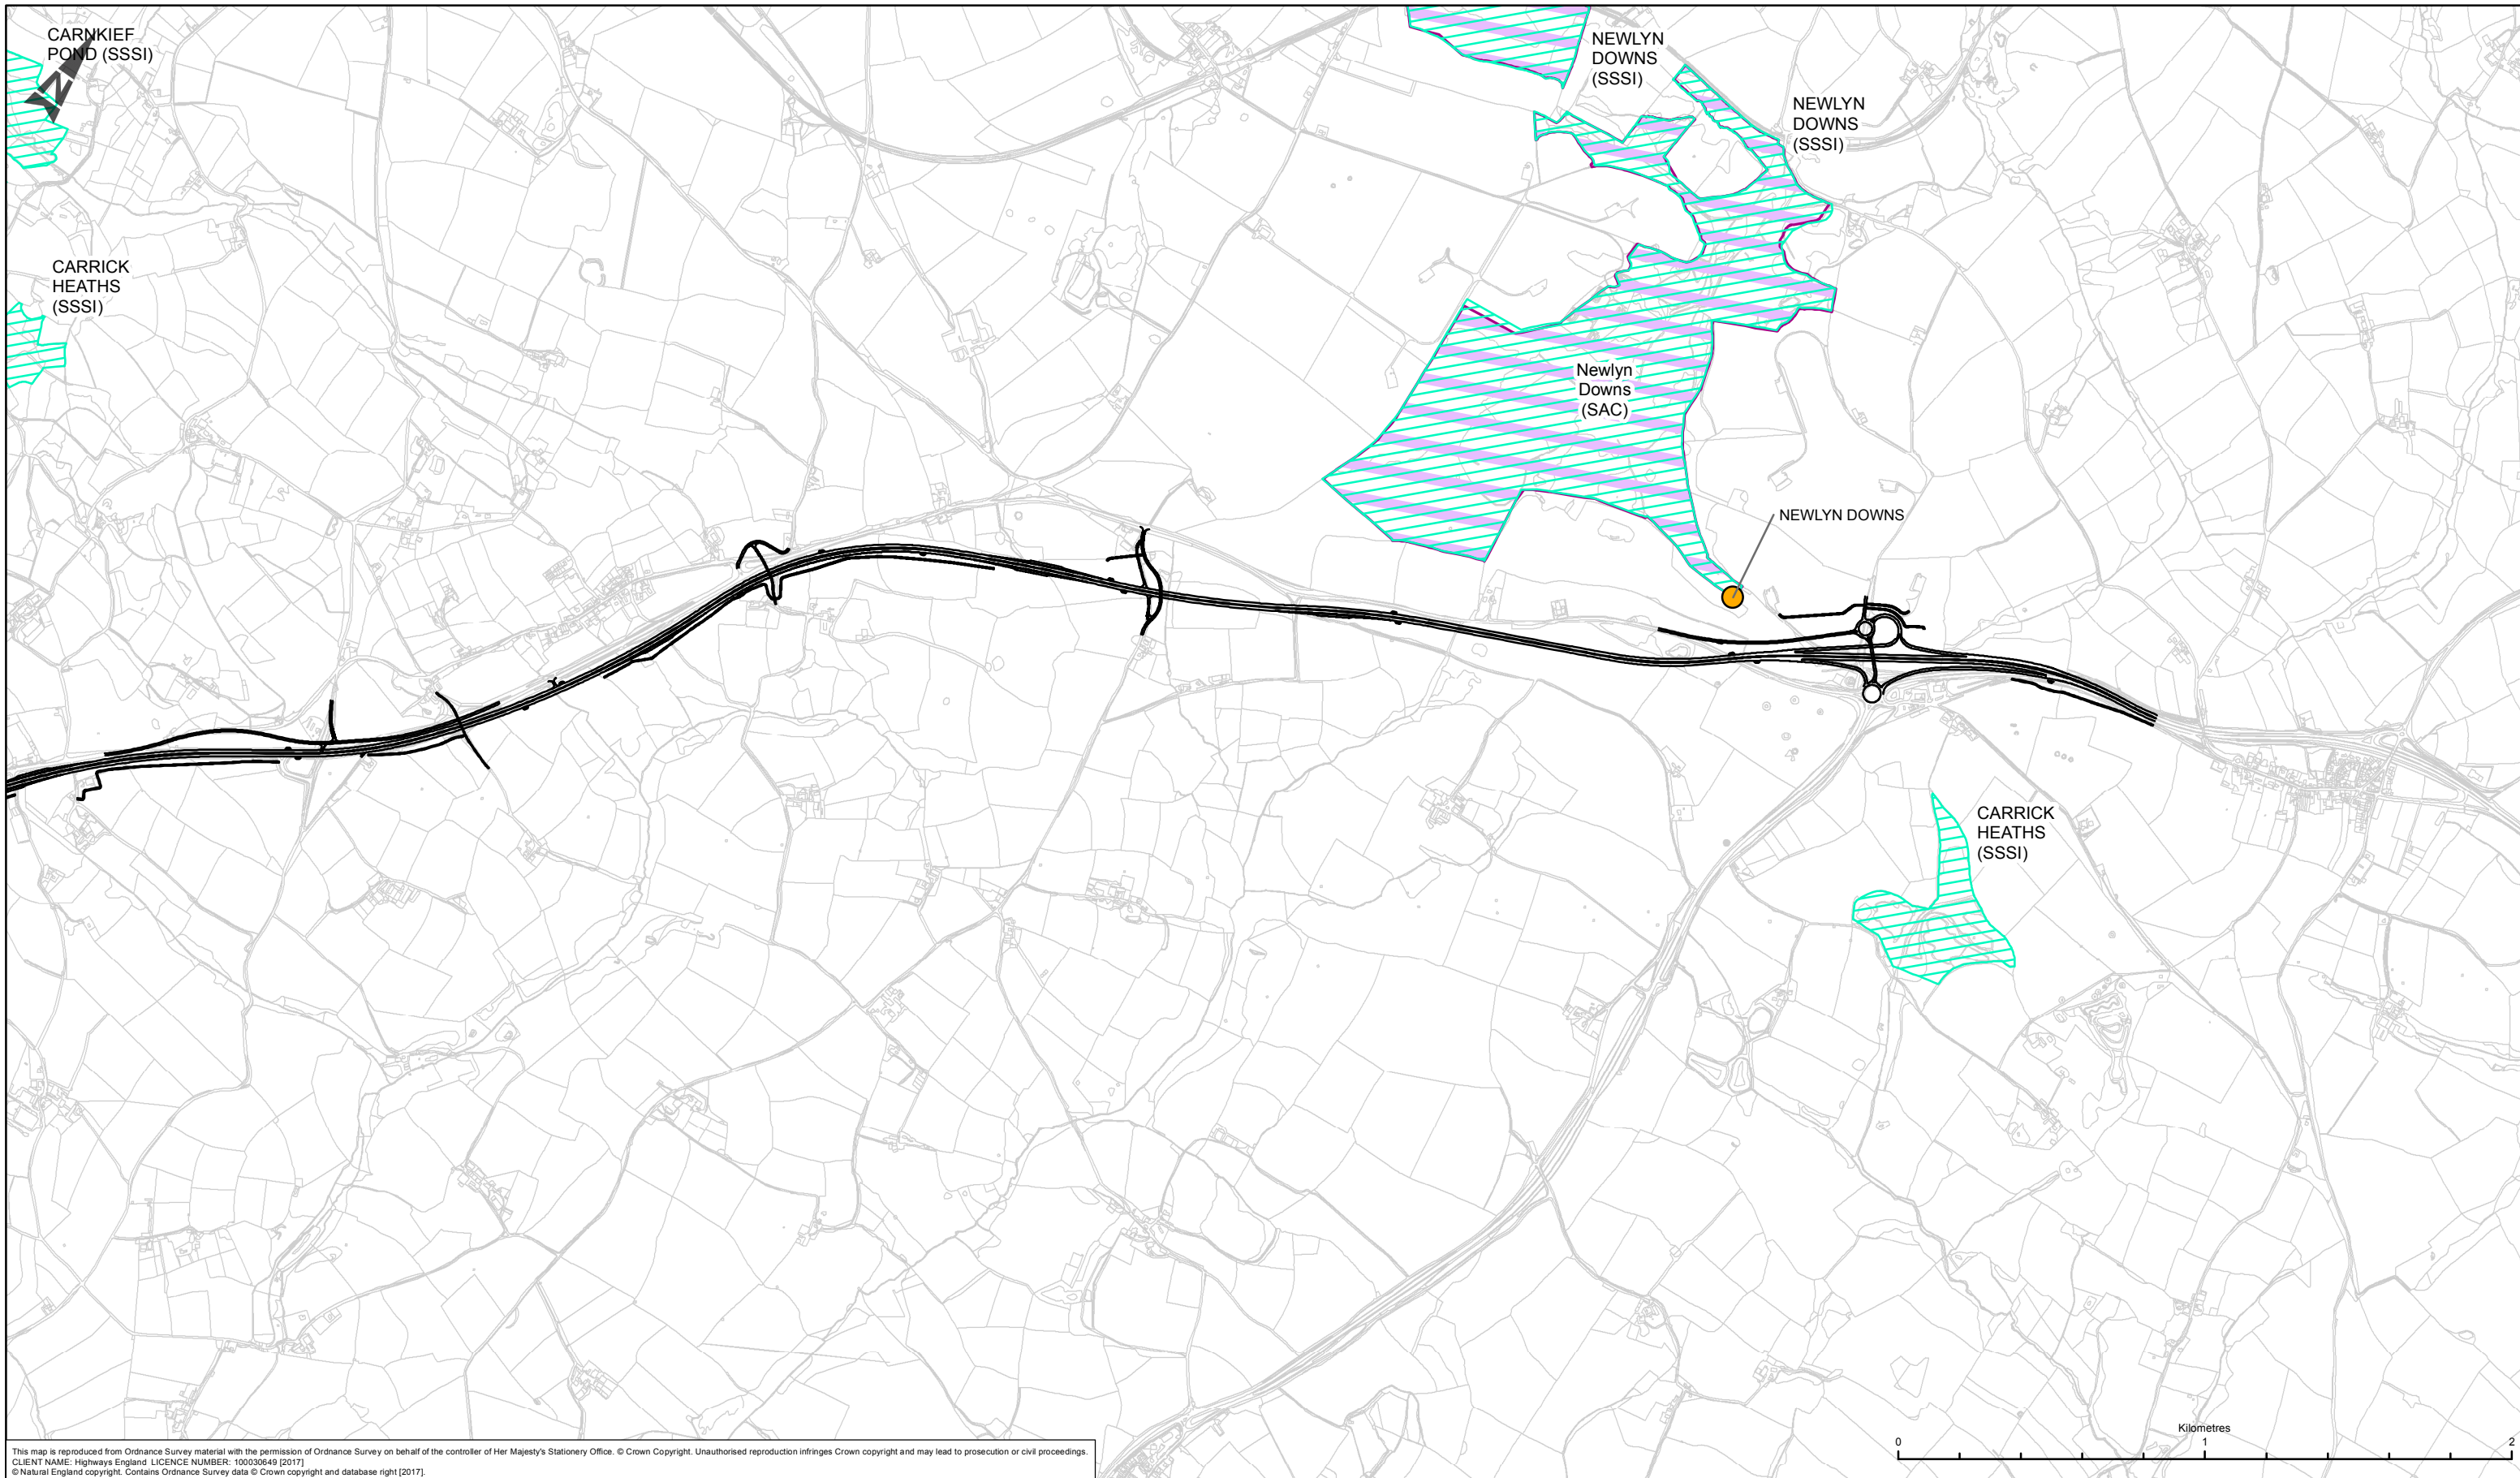 CARNKIEF
POND (SSSI)
N
NEWLYN
DOWNS
(SSSI)
NEWLYN
DOWNS
(SSSI)
CARRICK
HEATHS
(SSSI)
Newlyn
Downs
(SAC)
NEWLYN DOWNS
CARRICK
HEATHS
(SSSI)
Kilometres
0 1 2
This map is reproduced from Ordnance Survey material with the permission of Ordnance Survey on behalf of the controller of Her Majesty's Stationery Office. © Crown Copyright. Unauthorised reproduction infringes Crown copyright and may lead to prosecution or civil proceedings.
CLIENT NAME: Highways England LICENCE NUMBER: 100030649 [2017]
© Natural England copyright. Contains Ordnance Survey data © Crown copyright and database right [2017].